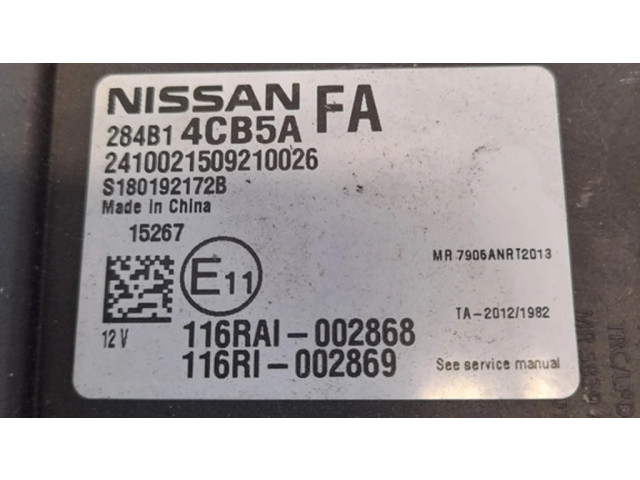 NISSAN FA
284B1 4CB5A
2410021509210026
S180192172B
Made in China
15267
E11
MR 7906ANRT2013
TA-2012/1982
12 V
116RAI-002868
116RI-002869
See service manual